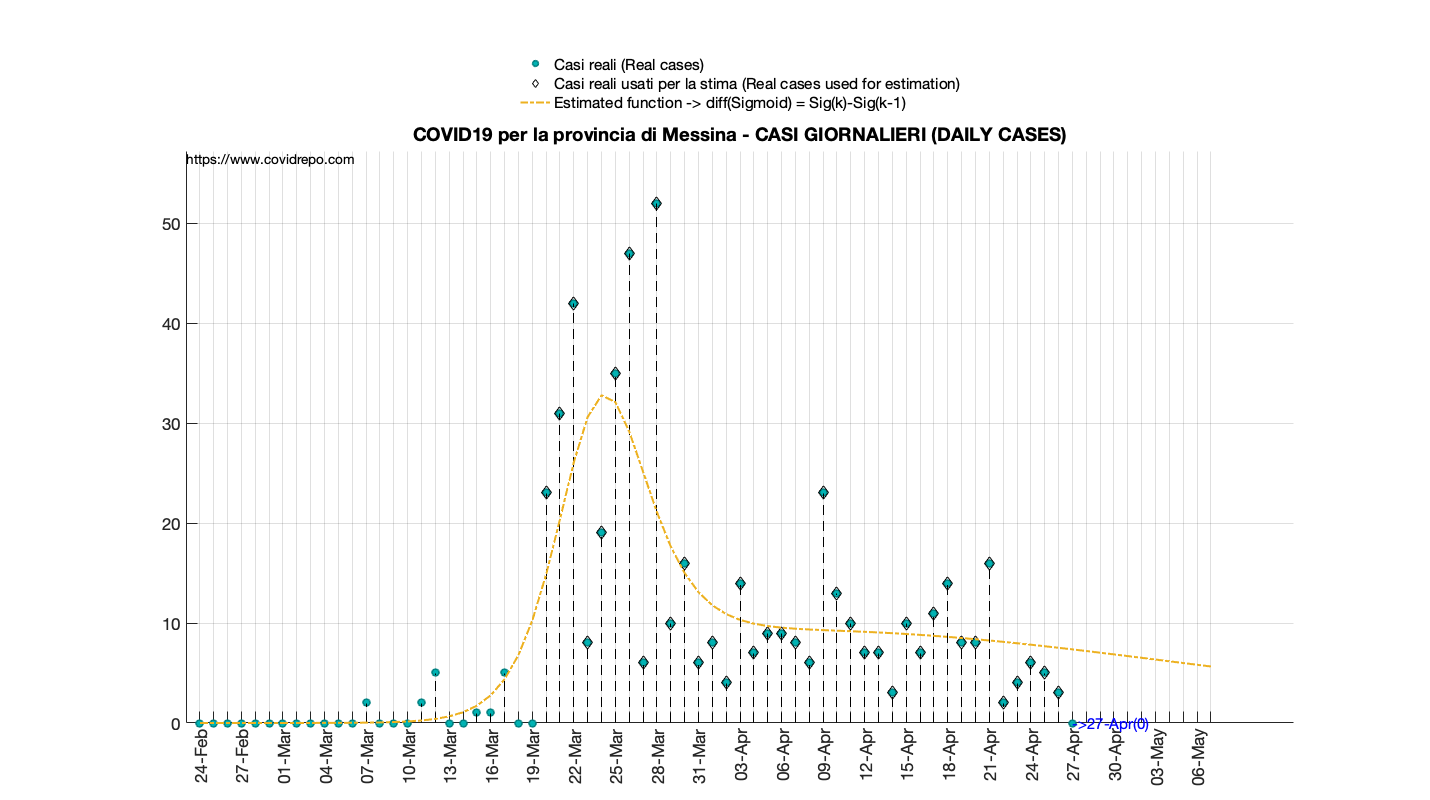 Casi reali (Real cases)
Casi reali usati per la stima (Real cases used for estimation)
Estimated function -> diff(Sigmoid) = Sig(k)-Sig(k-1)
COVID19 per la provincia di Messina - CASI GIORNALIERI (DAILY CASES)
https://www.covidrepo.com
50
40
30
20
10
0
->27-Apr(0)
24-Feb
27-Feb
01-Mar
04-Mar
07-Mar
10-Mar
13-Mar
16-Mar
19-Mar
22-Mar
25-Mar
28-Mar
31-Mar
03-Apr
06-Apr
09-Apr
12-Apr
15-Apr
18-Apr
21-Apr
24-Apr
27-Apr
30-Apr
03-May
06-May